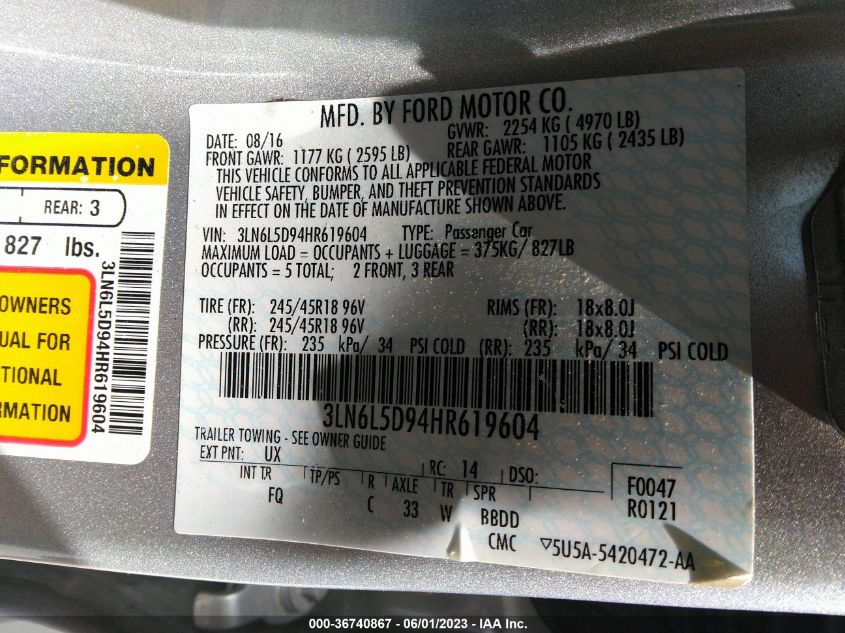 MFD. BY FORD MOTOR CO.
DATE: 08/16 GVWR: 2254 KG ( 4970 LB)
FRONT GAWR: 1177 KG ( 2595 LB) REAR GAWR: 1105 KG ( 2435 LB)
THIS VEHICLE CONFORMS TO ALL APPLICABLE FEDERAL MOTOR
VEHICLE SAFETY, BUMPER, AND THEFT PREVENTION STANDARDS
IN EFFECT ON THE DATE OF MANUFACTURE SHOWN ABOVE.
VIN: 3LN6L5D94HR619604 TYPE: Passenger Car
MAXIMUM LOAD = OCCUPANTS + LUGGAGE = 375KG/ 827LB
OCCUPANTS = 5 TOTAL; 2 FRONT, 3 REAR
TIRE (FR): 245/45R18 96V RIMS (FR): 18x8.0J
(RR): 245/45R18 96V (RR): 18x8.0J
PRESSURE (FR): 235 kPa/ 34 PSI COLD (RR): 235 kPa/ 34 PSI COLD
3LN6L5D94HR619604
TRAILER TOWING - SEE OWNER GUIDE
EXT PNT: UX RC: 14 DSO:
INT TR TP/PS R AXLE TR SPR
FQ C 33 W BBDD
CMC
F0047
R0121
▽5U5A-5420472-AA
FORMATION
REAR: 3
827 lbs.
OWNERS
UAL FOR
TIONAL
RMATION
3LN6L5D94HR619604
000-36740867 - 06/01/2023 - IAA Inc.